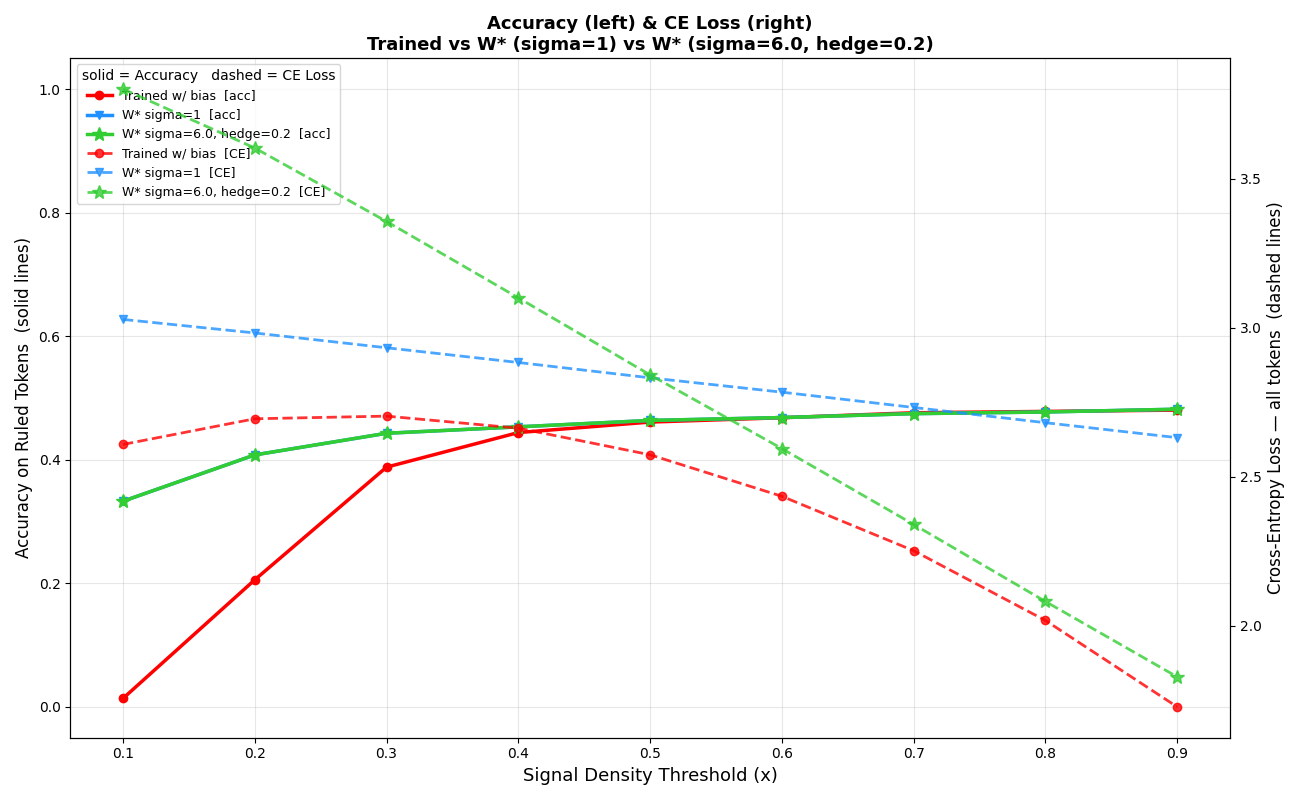 Accuracy (left) & CE Loss (right)
Trained vs W* (sigma=1) vs W* (sigma=6.0, hedge=0.2)
solid = Accuracy   dashed = CE Loss
Trained w/ bias  [acc]
W* sigma=1  [acc]
W* sigma=6.0, hedge=0.2  [acc]
Trained w/ bias  [CE]
W* sigma=1  [CE]
W* sigma=6.0, hedge=0.2  [CE]
Accuracy on Ruled Tokens  (solid lines)
1.0
0.8
0.6
0.4
0.2
0.0
0.1 0.2 0.3 0.4 0.5 0.6 0.7 0.8 0.9
Signal Density Threshold (x)
3.5
3.0
2.5
2.0
Cross-Entropy Loss — all tokens  (dashed lines)